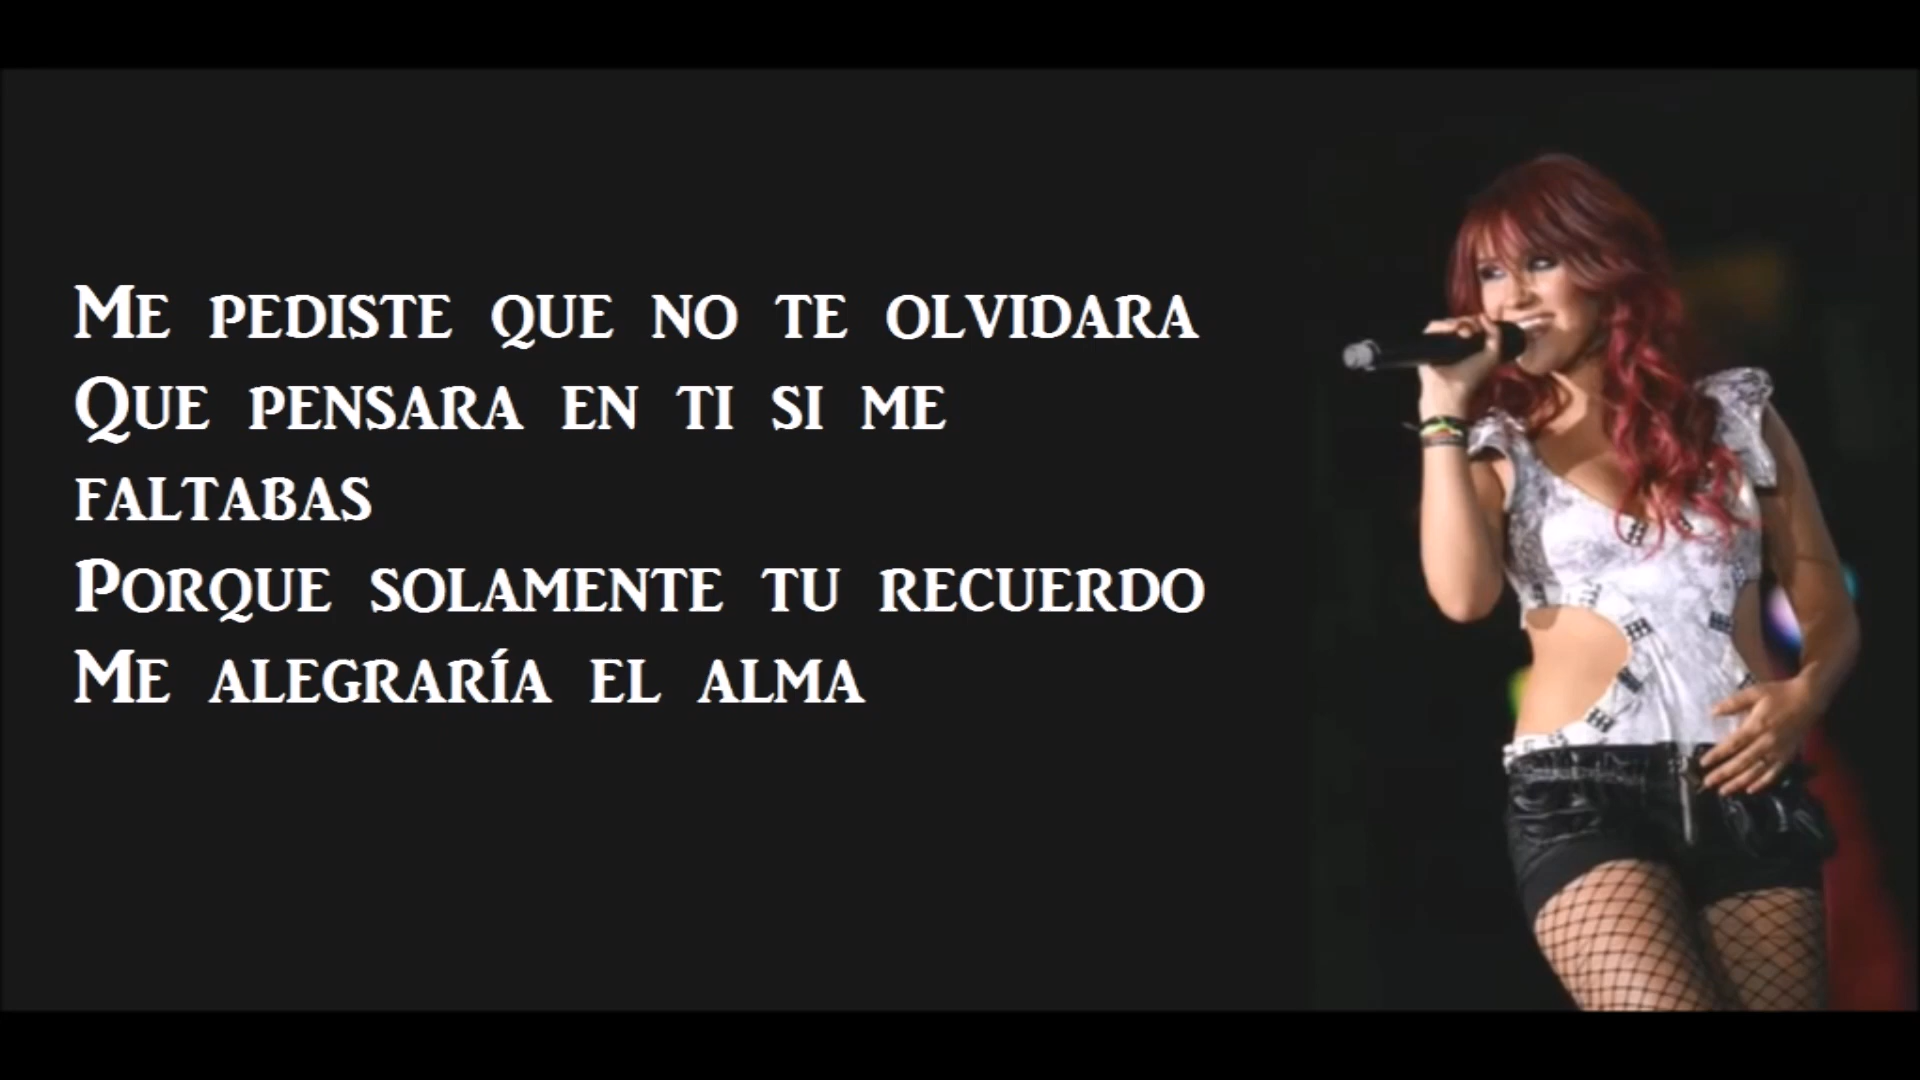 Me pediste que no te olvidara
Que pensara en ti si me
faltabas
Porque solamente tu recuerdo
Me alegraría el alma